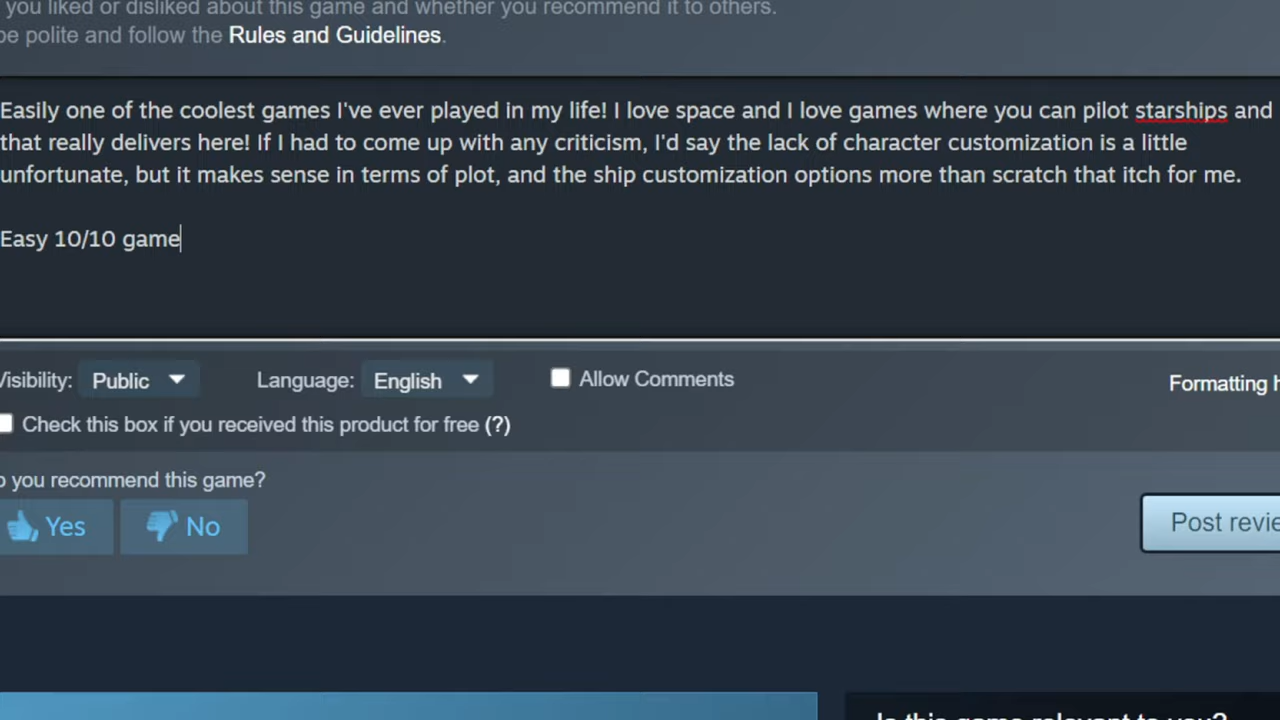 you liked or disliked about this game and whether you recommend it to others.
be polite and follow the Rules and Guidelines.
Easily one of the coolest games I've ever played in my life! I love space and I love games where you can pilot starships and
that really delivers here! If I had to come up with any criticism, I'd say the lack of character customization is a little
unfortunate, but it makes sense in terms of plot, and the ship customization options more than scratch that itch for me.
Easy 10/10 game
Visibility: Public Language: English Allow Comments Formatting h
Check this box if you received this product for free (?)
o you recommend this game?
Yes No Post revie
Is this game relevant to you?